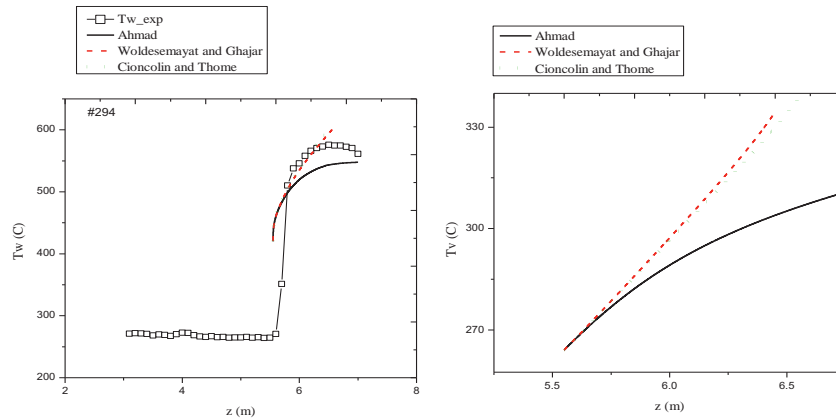 Tw_exp
Ahmad
Woldesemayat and Ghajar
Cioncolin and Thome
#294
600
500
400
300
200
Tw (C)
2
4
6
8
z (m)
Ahmad
Woldesemayat and Ghajar
Cioncolin and Thome
330
300
270
Tv (C)
5.5
6.0
6.5
z (m)